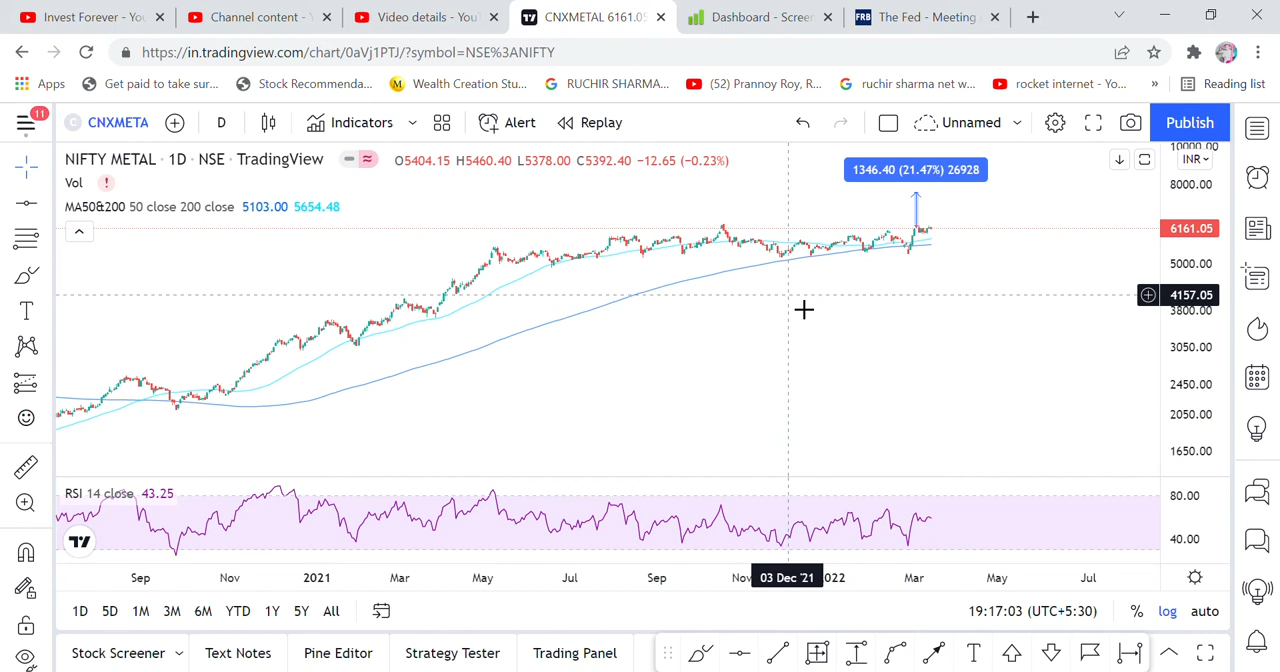 Invest Forever - You
Channel content -
Video details - You
CNXMETAL 6161.05
Dashboard - Screen
The Fed - Meeting
https://in.tradingview.com/chart/0aVj1PTJ/?symbol=NSE%3ANIFTY
Apps
Get paid to take sur...
Stock Recommenda...
Wealth Creation Stu...
RUCHIR SHARMA...
(52) Prannoy Roy, R...
ruchir sharma net w...
rocket internet - Yo...
»
Reading list
11
CNXMETA
D
Indicators
Alert
Replay
Unnamed
Publish
NIFTY METAL · 1D · NSE · TradingView
O5404.15 H5460.40 L5378.00 C5392.40 −12.65 (−0.23%)
Vol
MA50&200 50 close 200 close 5103.00 5654.48
1346.40 (21.47%) 26928
10000.00
INR
8000.00
6161.05
5000.00
4157.05
3800.00
3050.00
2450.00
2050.00
1650.00
RSI 14 close 43.25
80.00
40.00
Sep
Nov
2021
Mar
May
Jul
Sep
Nov
03 Dec '21
022
Mar
May
Jul
1D 5D 1M 3M 6M YTD 1Y 5Y All
19:17:03 (UTC+5:30)
% log auto
Stock Screener
Text Notes
Pine Editor
Strategy Tester
Trading Panel